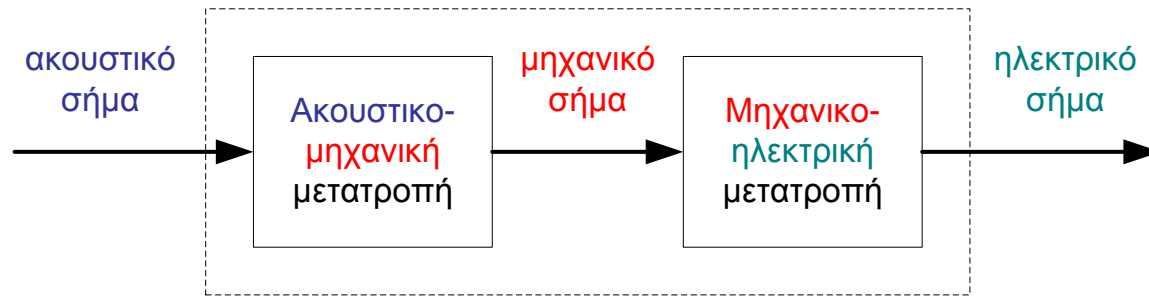 ακουστικό
σήμα
Ακουστικο-
μηχανική
μετατροπή
μηχανικό
σήμα
Μηχανικο-
ηλεκτρική
μετατροπή
ηλεκτρικό
σήμα